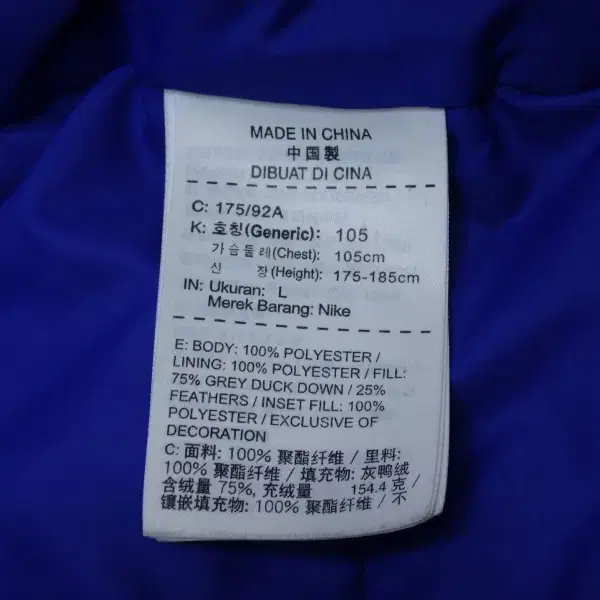 MADE IN CHINA
中国製
DIBUAT DI CINA
C: 175/92A
K: 호칭(Generic): 105
가슴둘레(Chest): 105cm
신 장(Height): 175-185cm
IN: Ukuran: L
Merek Barang: Nike
E: BODY: 100% POLYESTER /
LINING: 100% POLYESTER / FILL:
75% GREY DUCK DOWN / 25%
FEATHERS / INSET FILL: 100%
POLYESTER / EXCLUSIVE OF
DECORATION
C: 面料: 100% 聚酯纤维 / 里料:
100% 聚酯纤维 / 填充物: 灰鸭绒
含绒量 75%, 充绒量 154.4 克 /
镶嵌填充物: 100% 聚酯纤维 / 不